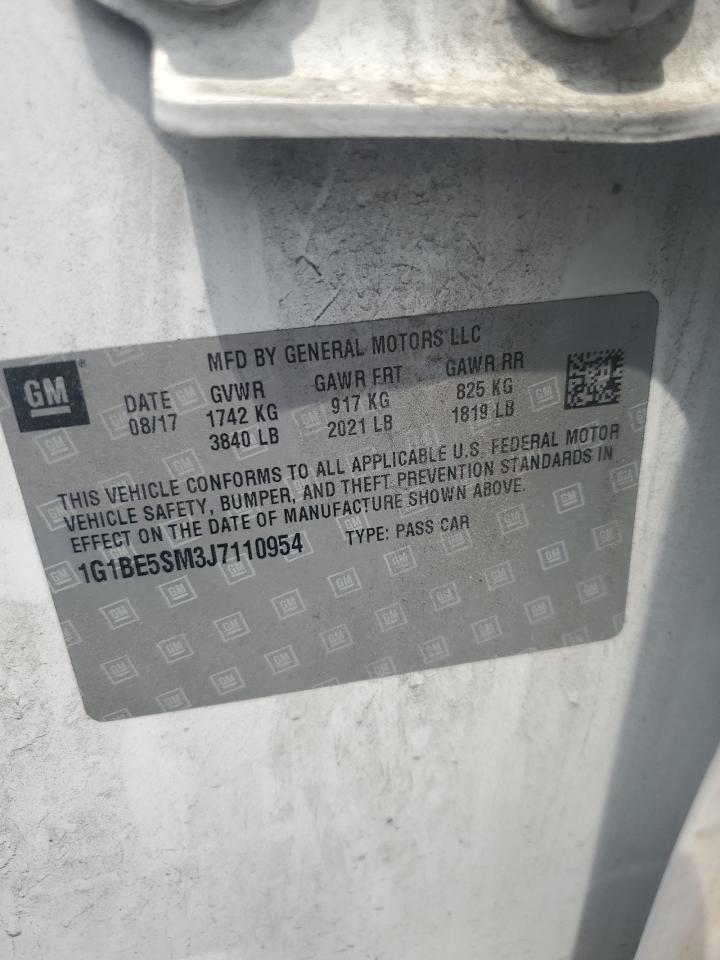 GM®
MFD BY GENERAL MOTORS LLC
DATE GVWR GAWR FRT GAWR RR
08/17 1742 KG 917 KG 825 KG
3840 LB 2021 LB 1819 LB
THIS VEHICLE CONFORMS TO ALL APPLICABLE U.S. FEDERAL MOTOR
VEHICLE SAFETY, BUMPER, AND THEFT PREVENTION STANDARDS IN
EFFECT ON THE DATE OF MANUFACTURE SHOWN ABOVE.
1G1BE5SM3J7110954 TYPE: PASS CAR